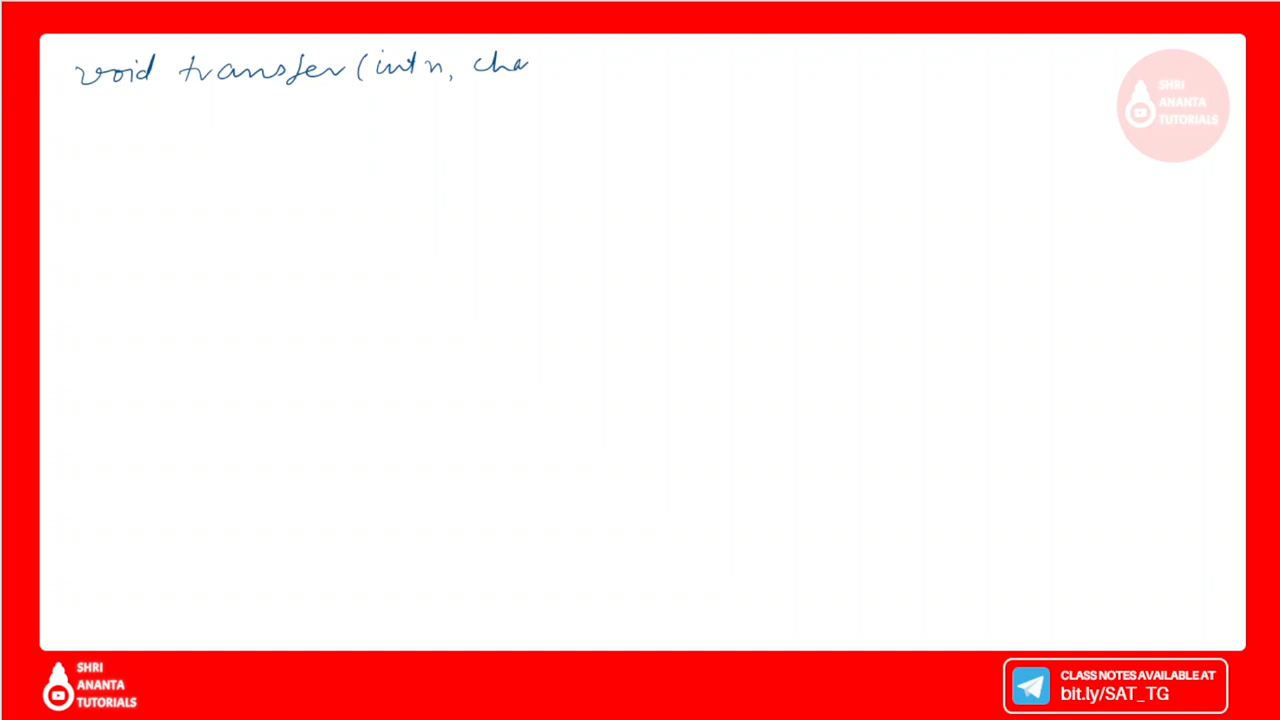 void transfer(int n, cha
SHRI
ANANTA
TUTORIALS
SHRI
ANANTA
TUTORIALS
CLASS NOTES AVAILABLE AT
bit.ly/SAT_TG